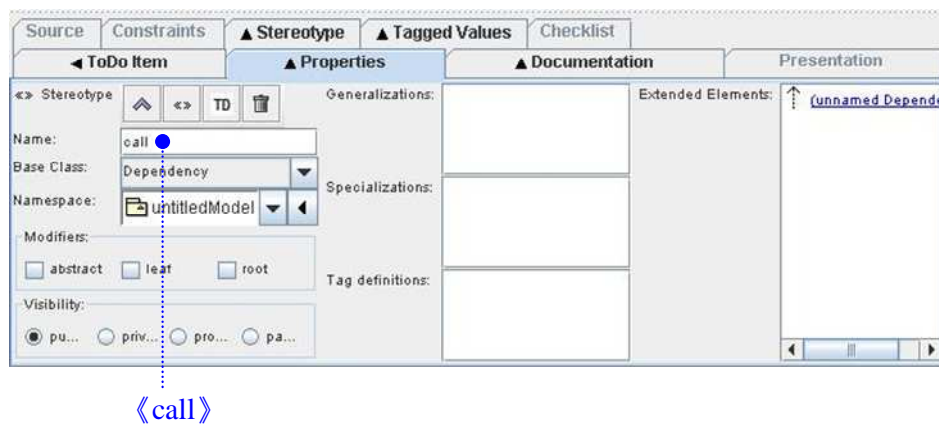 Source Constraints ▲ Stereotype ▲ Tagged Values Checklist
◄ ToDo Item ▲ Properties ▲ Documentation Presentation
«» Stereotype «» TD Generalizations: Extended Elements: ↑ (unnamed Depende
Name: call
Base Class: Dependency
Specializations:
Namespace: untitledModel
Modifiers:
abstract leaf root
Tag definitions:
Visibility:
pu... priv... pro... pa...
《call》